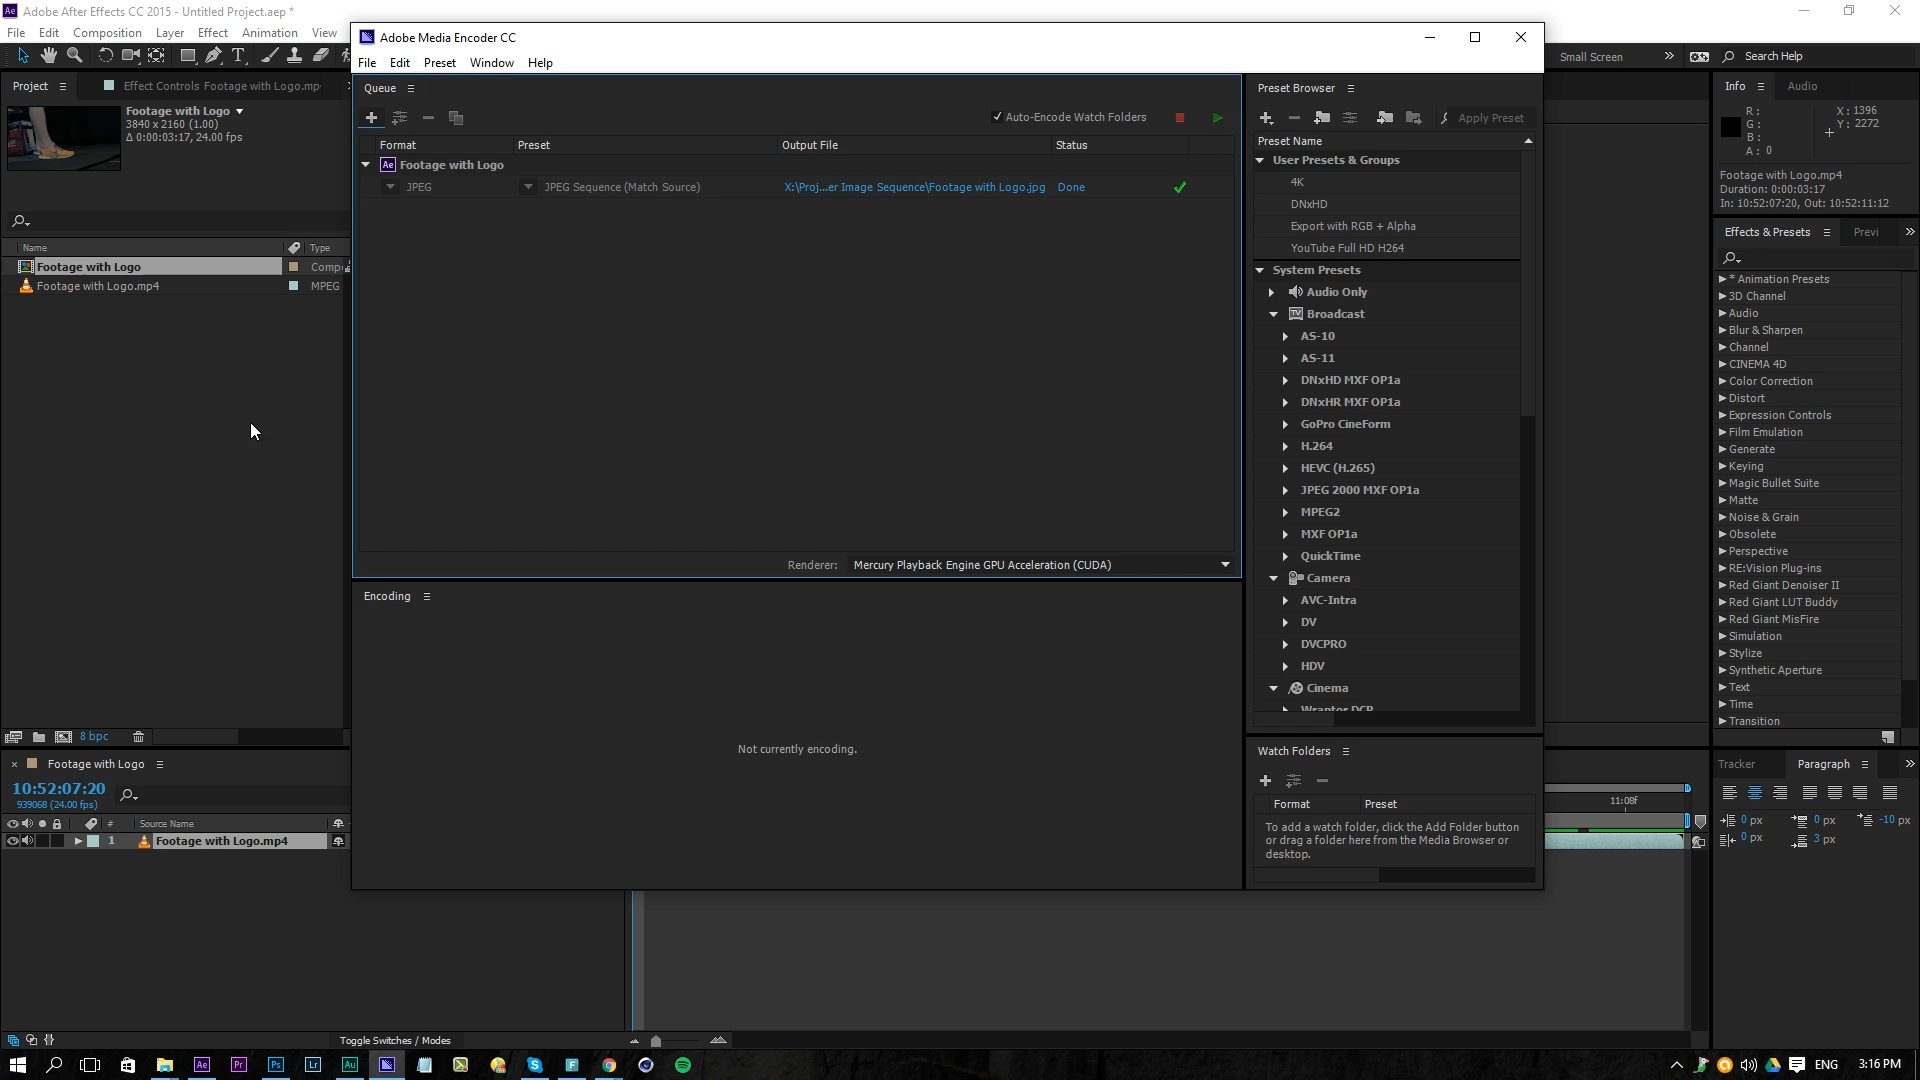 Adobe After Effects CC 2015 - Untitled Project.aep *
File Edit Composition Layer Effect Animation View
Small Screen
Search Help
Project
Effect Controls Footage with Logo.mp
Footage with Logo
3840 x 2160 (1.00)
Δ 0:00:03:17, 24.00 fps
Name
Type
Footage with Logo
Comp
Footage with Logo.mp4
MPEG
8 bpc
Adobe Media Encoder CC
File Edit Preset Window Help
Queue
Auto-Encode Watch Folders
Format Preset Output File Status
Ae Footage with Logo
JPEG JPEG Sequence (Match Source) X:\Proj...er Image Sequence\Footage with Logo.jpg Done
Renderer: Mercury Playback Engine GPU Acceleration (CUDA)
Encoding
Not currently encoding.
Preset Browser
Apply Preset
Preset Name
User Presets & Groups
4K
DNxHD
Export with RGB + Alpha
YouTube Full HD H264
System Presets
Audio Only
Broadcast
AS-10
AS-11
DNxHD MXF OP1a
DNxHR MXF OP1a
GoPro CineForm
H.264
HEVC (H.265)
JPEG 2000 MXF OP1a
MPEG2
MXF OP1a
QuickTime
Camera
AVC-Intra
DV
DVCPRO
HDV
Cinema
Wraptor DCP
Watch Folders
Format Preset
To add a watch folder, click the Add Folder button
or drag a folder here from the Media Browser or
desktop.
Info
Audio
R:
G:
B:
A: 0
X: 1396
Y: 2272
Footage with Logo.mp4
Duration: 0:00:03:17
In: 10:52:07:20, Out: 10:52:11:12
Effects & Presets
Previ
* Animation Presets
3D Channel
Audio
Blur & Sharpen
Channel
CINEMA 4D
Color Correction
Distort
Expression Controls
Film Emulation
Generate
Keying
Magic Bullet Suite
Matte
Noise & Grain
Obsolete
Perspective
RE:Vision Plug-ins
Red Giant Denoiser II
Red Giant LUT Buddy
Red Giant MisFire
Simulation
Stylize
Synthetic Aperture
Text
Time
Transition
Tracker
Paragraph
0 px 0 px -10 px
0 px 3 px
Footage with Logo
10:52:07:20
939068 (24.00 fps)
# Source Name
1 Footage with Logo.mp4
11:08f
Toggle Switches / Modes
Ae Pr Ps Lr Au
ENG
3:16 PM